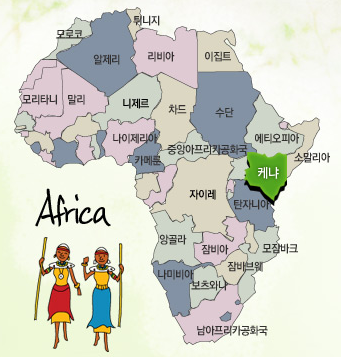 튕니지
모로코
알제리
리비아
이집트
모리타니
말리
니제르
차드
수단
나이제리아
에티오피아
중앙아프리카공화국
카메룬
소말리아
케냐
자이레
탄자니아
Africa
앙골라
잠비아
모잠바크
잠바브웨
나미비아
보츠와나
남아프리카공화국